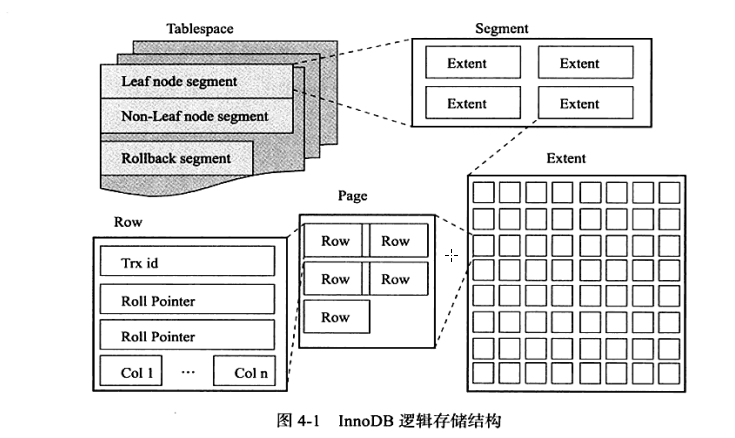 Tablespace
Leaf node segment
Non-Leaf node segment
Rollback segment
Segment
Extent Extent
Extent Extent
Extent
Page
Row Row
Row Row
Row
Row
Trx id
Roll Pointer
Roll Pointer
Col 1 ··· Col n
图 4-1 InnoDB 逻辑存储结构